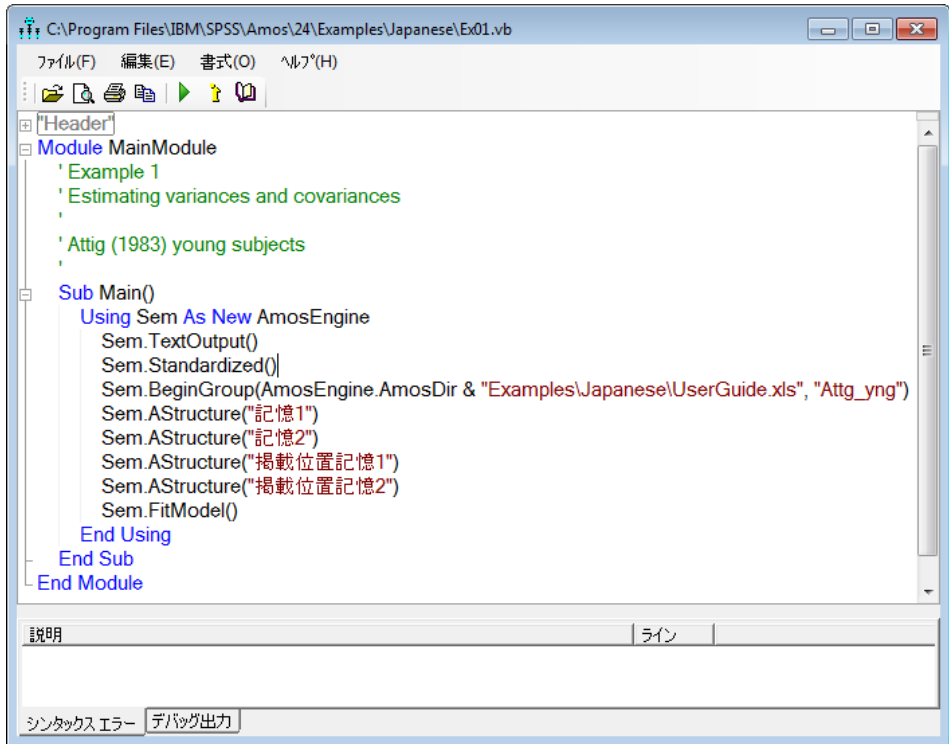 C:\Program Files\IBM\SPSS\Amos\24\Examples\Japanese\Ex01.vb
ファイル(F) 編集(E) 書式(O) ヘルプ(H)
"Header"
Module MainModule
' Example 1
' Estimating variances and covariances
'
' Attig (1983) young subjects
'
Sub Main()
Using Sem As New AmosEngine
Sem.TextOutput()
Sem.Standardized()
Sem.BeginGroup(AmosEngine.AmosDir & "Examples\Japanese\UserGuide.xls", "Attg_yng")
Sem.AStructure("記憶1")
Sem.AStructure("記憶2")
Sem.AStructure("掲載位置記憶1")
Sem.AStructure("掲載位置記憶2")
Sem.FitModel()
End Using
End Sub
End Module
説明 ライン
シンタックス エラー デバッグ出力